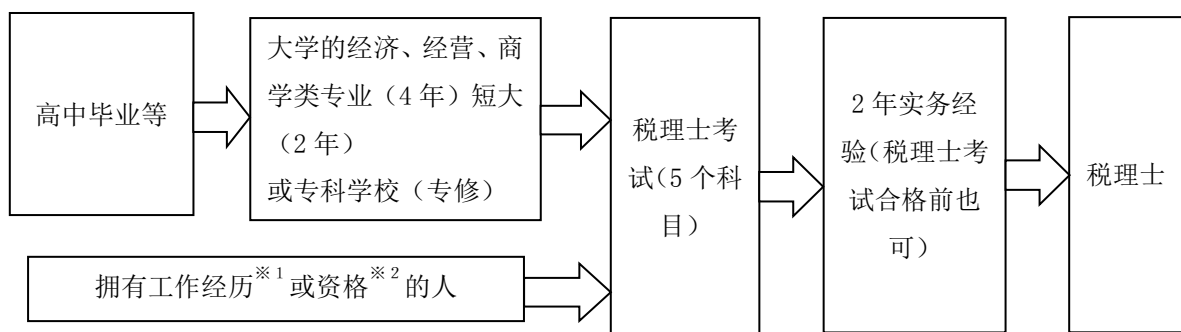 高中毕业等
大学的经济、经营、商
学类专业（4 年）短大
（2 年）
或专科学校（专修）
拥有工作经历※1 或资格※2 的人
税理士考
试（5 个科
目）
2 年实务经
验（税理士考
试合格前也
可）
税理士